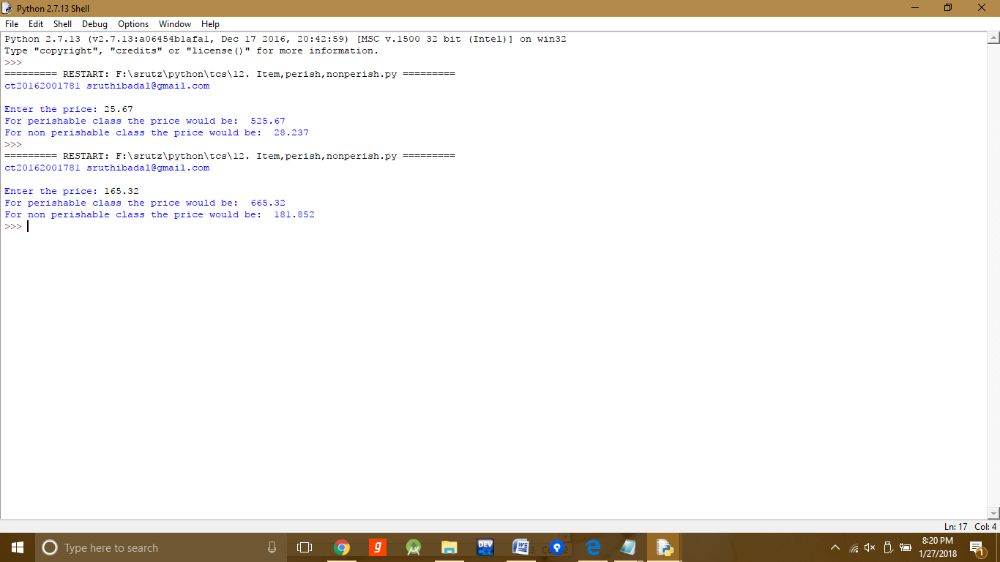 Python 2.7.13 Shell
File Edit Shell Debug Options Window Help
Python 2.7.13 (v2.7.13:a06454b1afa1, Dec 17 2016, 20:42:59) [MSC v.1500 32 bit (Intel)] on win32
Type "copyright", "credits" or "license()" for more information.
>>>
========= RESTART: F:\srutz\python\tcs\12. Item,perish,nonperish.py =========
ct20162001781 sruthibadal@gmail.com
Enter the price: 25.67
For perishable class the price would be:  525.67
For non perishable class the price would be:  28.237
>>>
========= RESTART: F:\srutz\python\tcs\12. Item,perish,nonperish.py =========
ct20162001781 sruthibadal@gmail.com
Enter the price: 165.32
For perishable class the price would be:  665.32
For non perishable class the price would be:  181.852
>>>
Ln: 17 Col: 4
Type here to search
g
DEV
W
e
8:20 PM
1/27/2018
1